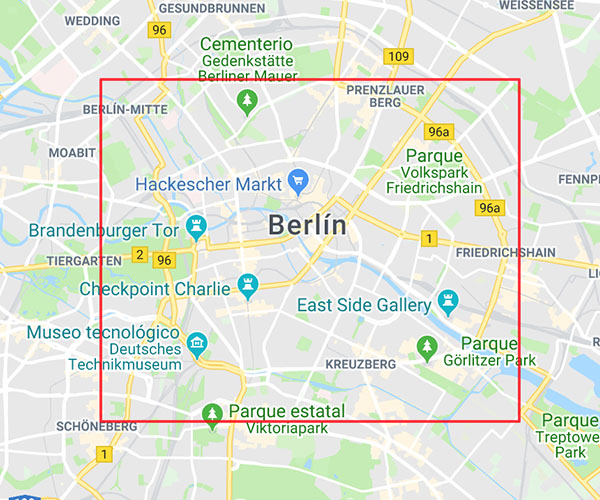 GESUNDBRUNNEN
WEISSENSEE
WEDDING
96
Cementerio
Gedenkstätte
Berliner Mauer
109
PRENZLAUER
BERG
BERLÍN-MITTE
96a
MOABIT
Parque
Volkspark
Friedrichshain
FENNP
Hackescher Markt
96a
Berlín
Brandenburger Tor
1
2
96
TIERGARTEN
FRIEDRICHSHAIN
LIC
Checkpoint Charlie
East Side Gallery
Museo tecnológico
Deutsches
Technikmuseum
RU
KREUZBERG
Parque
Görlitzer Park
Parque estatal
Viktoriapark
SCHÖNEBERG
1
Parque
Treptowe
Park